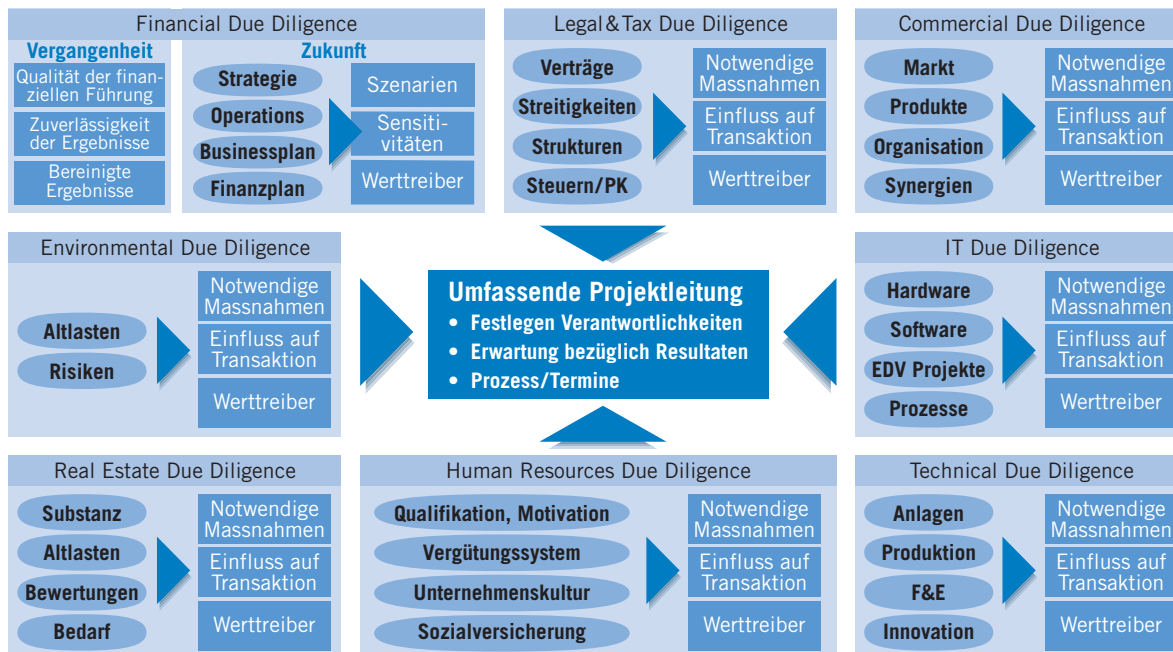 Financial Due Diligence
Vergangenheit
Qualität der finan-
ziellen Führung
Zuverlässigkeit
der Ergebnisse
Bereinigte
Ergebnisse
Zukunft
Strategie
Operations
Businessplan
Finanzplan
Szenarien
Sensiti-
vitäten
Werttreiber
Legal & Tax Due Diligence
Verträge
Streitigkeiten
Strukturen
Steuern/PK
Notwendige
Massnahmen
Einfluss auf
Transaktion
Werttreiber
Commercial Due Diligence
Markt
Produkte
Organisation
Synergien
Notwendige
Massnahmen
Einfluss auf
Transaktion
Werttreiber
Environmental Due Diligence
Altlasten
Risiken
Notwendige
Massnahmen
Einfluss auf
Transaktion
Werttreiber
Umfassende Projektleitung
• Festlegen Verantwortlichkeiten
• Erwartung bezüglich Resultaten
• Prozess/Termine
IT Due Diligence
Hardware
Software
EDV Projekte
Prozesse
Notwendige
Massnahmen
Einfluss auf
Transaktion
Werttreiber
Real Estate Due Diligence
Substanz
Altlasten
Bewertungen
Bedarf
Notwendige
Massnahmen
Einfluss auf
Transaktion
Werttreiber
Human Resources Due Diligence
Qualifikation, Motivation
Vergütungssystem
Unternehmenskultur
Sozialversicherung
Notwendige
Massnahmen
Einfluss auf
Transaktion
Werttreiber
Technical Due Diligence
Anlagen
Produktion
F&E
Innovation
Notwendige
Massnahmen
Einfluss auf
Transaktion
Werttreiber